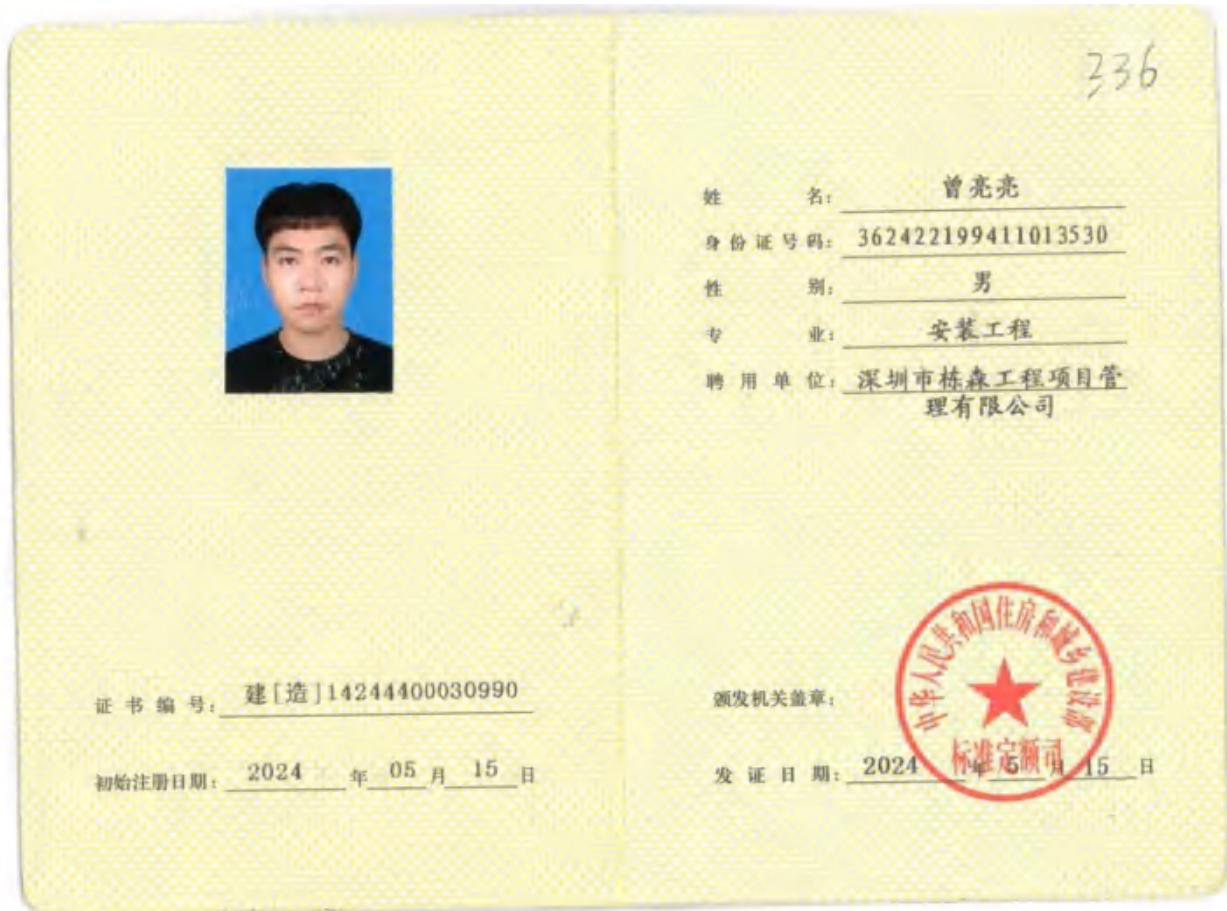 336
姓 名： 曾亮亮
身份证号码： 362422199411013530
性 别： 男
专 业： 安装工程
聘用单位： 深圳市栋森工程项目管
理有限公司
证书编号： 建[造]14244400030990
初始注册日期： 2024 年 05 月 15 日
颁发机关盖章：
中华人民共和国住房和城乡建设部
标准定额司
发证日期： 2024 年 5 月 15 日